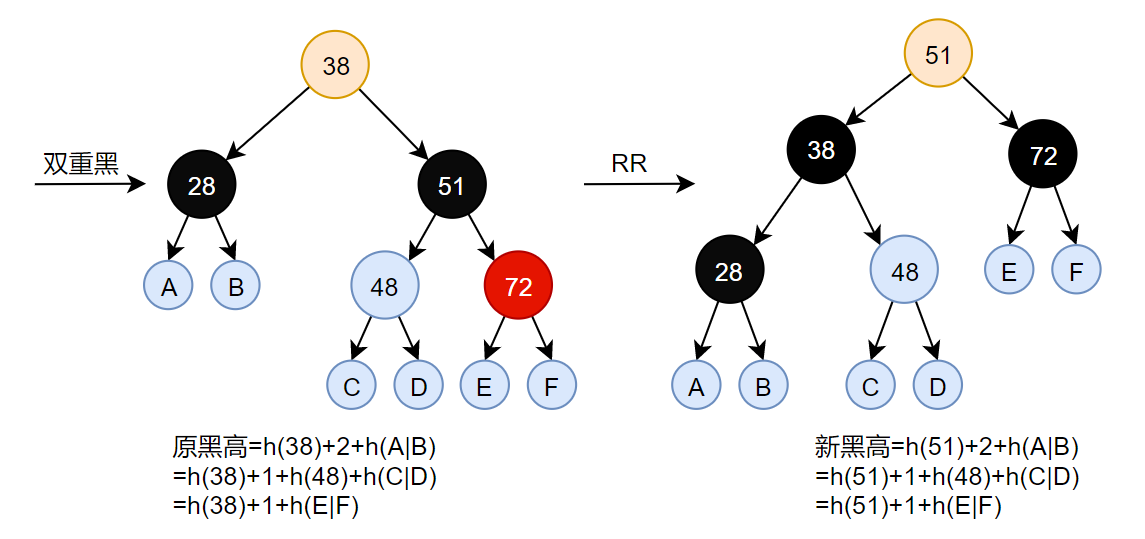 38
双重黑
28
51
A
B
48
72
C
D
E
F
原黑高=h(38)+2+h(A|B)
=h(38)+1+h(48)+h(C|D)
=h(38)+1+h(E|F)
RR
51
38
72
28
48
E
F
A
B
C
D
新黑高=h(51)+2+h(A|B)
=h(51)+1+h(48)+h(C|D)
=h(51)+1+h(E|F)